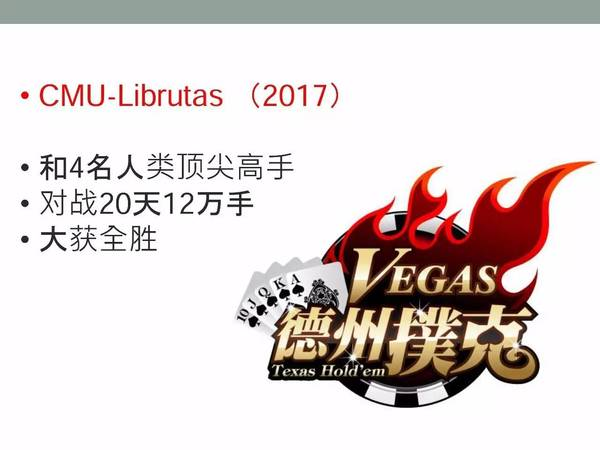 • CMU-Librutas （2017）
• 和4名人类顶尖高手
• 对战20天12万手
• 大获全胜
10 J Q K A
VEGAS
德州撲克
Texas Hold'em